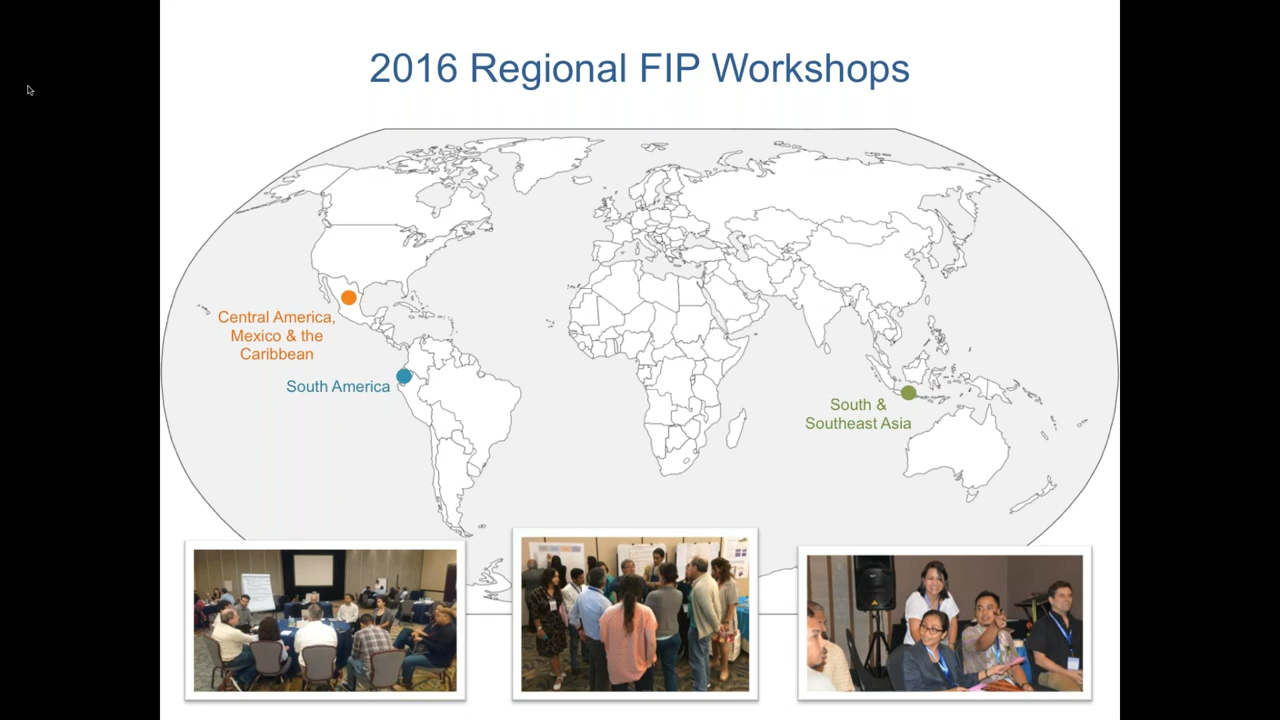 2016 Regional FIP Workshops
Central America,
Mexico & the
Caribbean
South America
South &
Southeast Asia